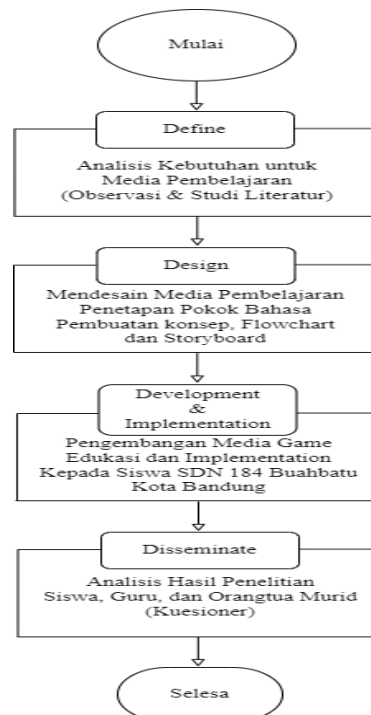 Mulai
Define
Analisis Kebutuhan untuk
Media Pembelajaran
(Observasi & Studi Literatur)
Design
Mendesain Media Pembelajaran
Penetapan Pokok Bahasa
Pembuatan konsep, Flowchart
dan Storyboard
Development
&
Implementation
Pengembangan Media Game
Edukasi dan Implementation
Kepada Siswa SDN 184 Buahbatu
Kota Bandung
Disseminate
Analisis Hasil Penelitian
Siswa, Guru, dan Orangtua Murid
(Kuesioner)
Selesa